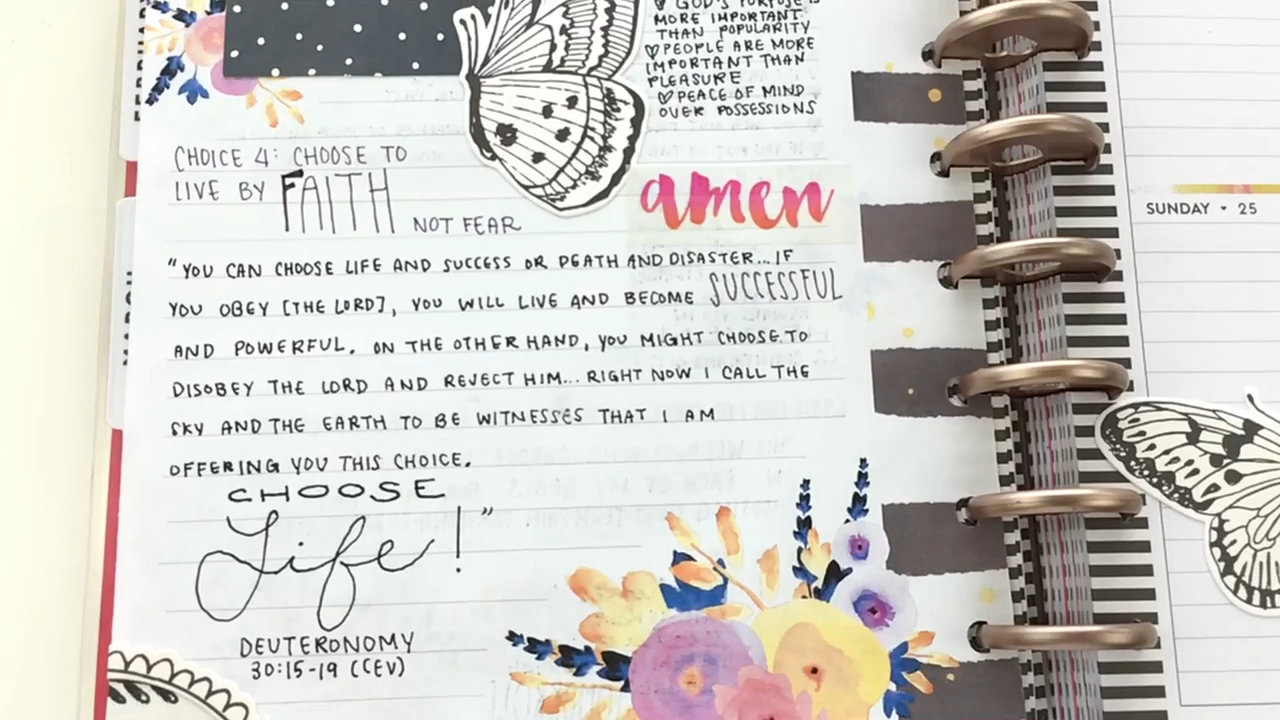 ♡ GOD'S PURPOSE IS
MORE IMPORTANT
THAN POPULARITY
♡ PEOPLE ARE MORE
IMPORTANT THAN
PLEASURE
♡ PEACE OF MIND
OVER POSSESSIONS
CHOICE 4: CHOOSE TO
LIVE BY FAITH NOT FEAR
amen
"YOU CAN CHOOSE LIFE AND SUCCESS OR DEATH AND DISASTER... IF
YOU OBEY [THE LORD], YOU WILL LIVE AND BECOME SUCCESSFUL
AND POWERFUL. ON THE OTHER HAND, YOU MIGHT CHOOSE TO
DISOBEY THE LORD AND REJECT HIM... RIGHT NOW I CALL THE
SKY AND THE EARTH TO BE WITNESSES THAT I AM
OFFERING YOU THIS CHOICE.
CHOOSE
Life!"
DEUTERONOMY
30:15-19 (CEV)
SUNDAY • 25